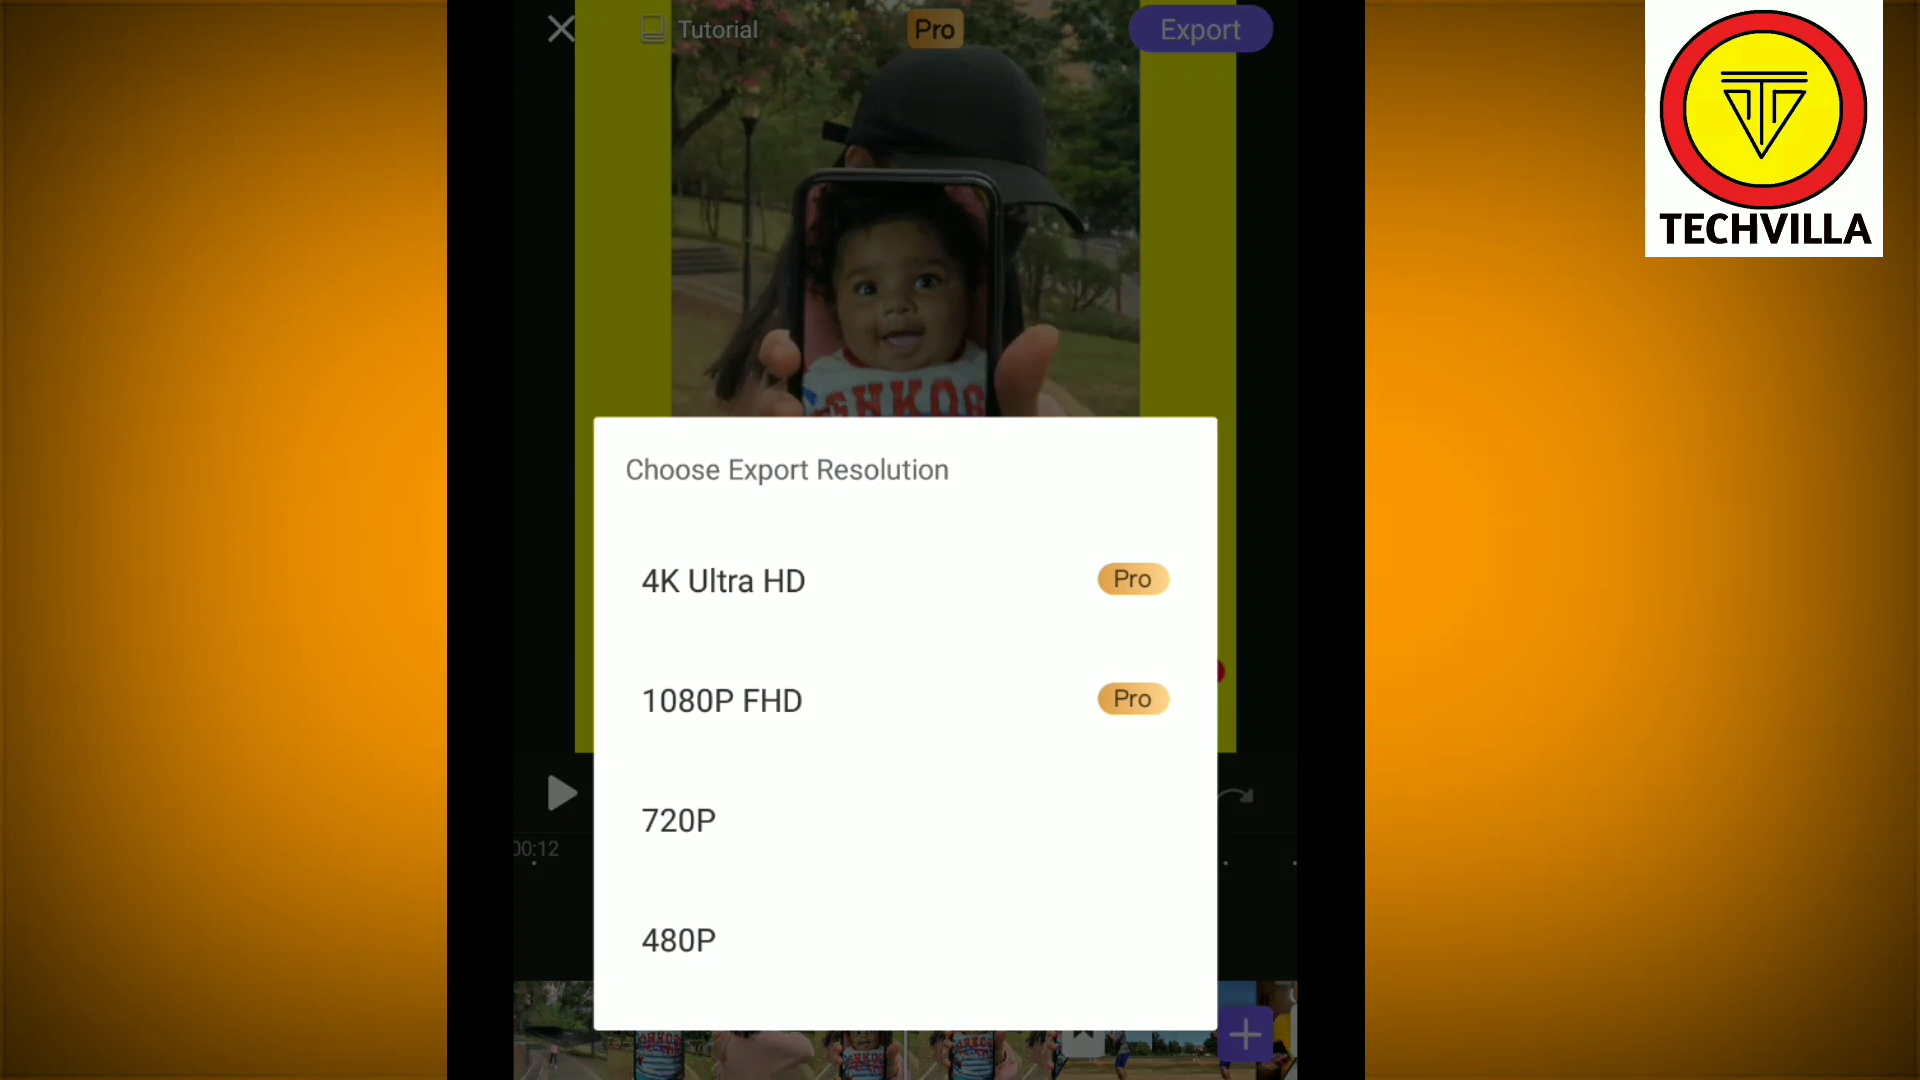 Tutorial
Pro
Export
TECHVILLA
Choose Export Resolution
4K Ultra HD
Pro
1080P FHD
Pro
720P
480P
00:12